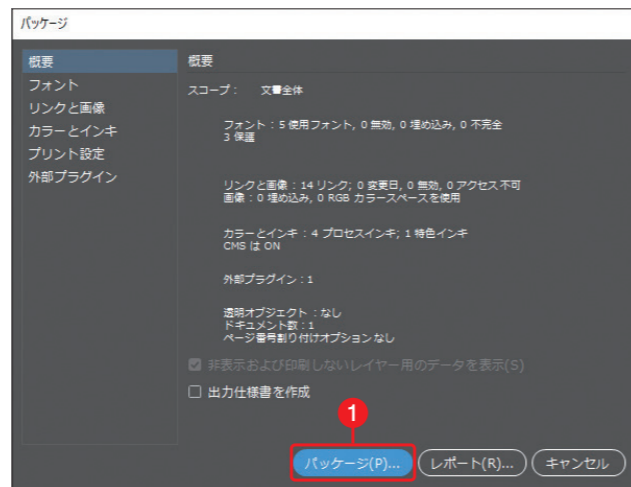 パッケージ
概要
フォント
リンクと画像
カラーとインキ
プリント設定
外部プラグイン
概要
スコープ： 文書全体
フォント：5 使用フォント, 0 無効, 0 埋め込み, 0 不完全
3 保護
リンクと画像：14 リンク; 0 変更日, 0 無効, 0 アクセス不可
画像：0 埋め込み, 0 RGB カラースペースを使用
カラーとインキ：4 プロセスインキ; 1 特色インキ
CMS は ON
外部プラグイン：1
透明オブジェクト：なし
ドキュメント数：1
ページ番号割り付けオプションなし
非表示および印刷しないレイヤー用のデータを表示(S)
出力仕様書を作成
1
パッケージ(P)... レポート(R)... キャンセル